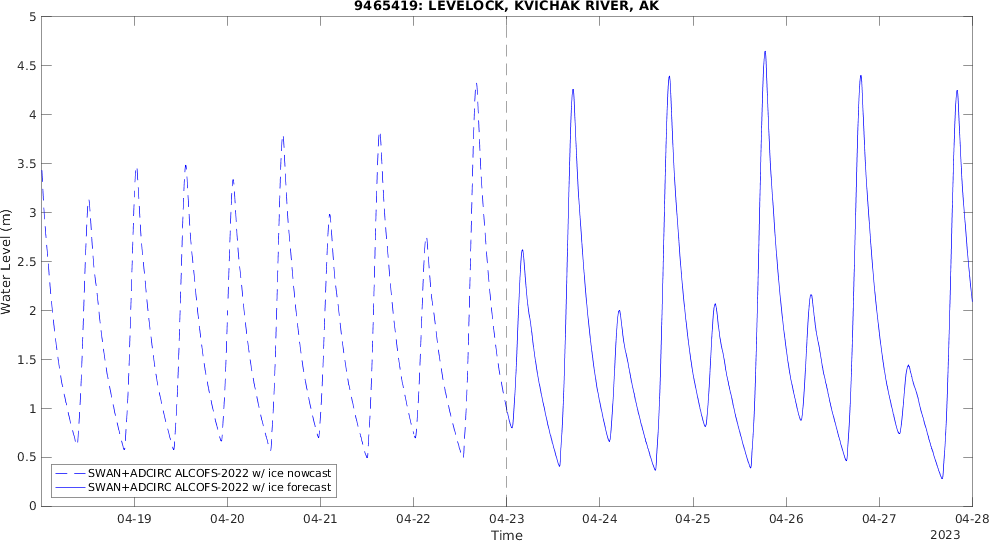 9465419: LEVELOCK, KVICHAK RIVER, AK
5
4.5
4
3.5
3
2.5
2
1.5
1
0.5
0
Water Level (m)
SWAN+ADCIRC ALCOFS-2022 w/ ice nowcast
SWAN+ADCIRC ALCOFS-2022 w/ ice forecast
04-19 04-20 04-21 04-22 04-23 04-24 04-25 04-26 04-27 04-28
Time
2023